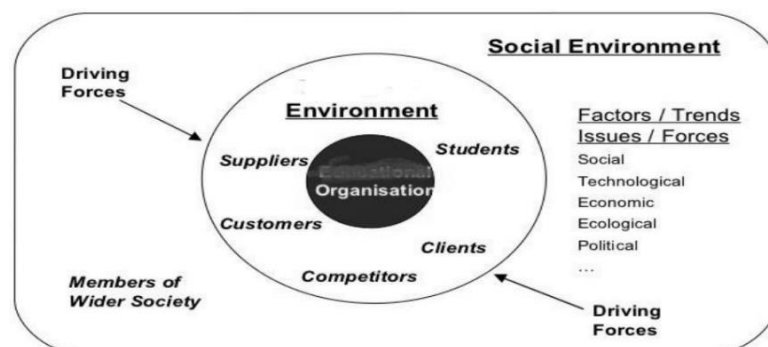 Social Environment
Driving
Forces
Environment
Factors / Trends
Issues / Forces
Social
Technological
Economic
Ecological
Political
...
Suppliers
Students
Educational
Organisation
Customers
Clients
Competitors
Members of
Wider Society
Driving
Forces